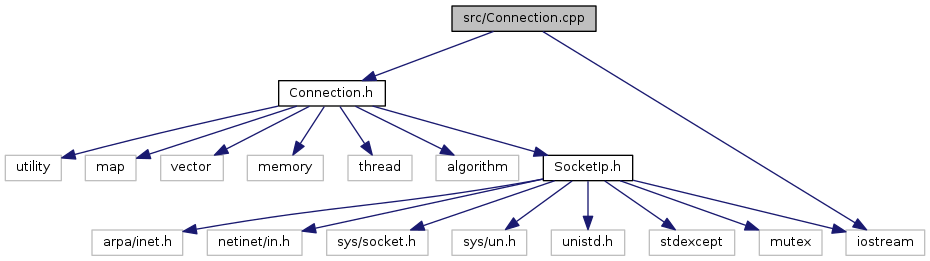 src/Connection.cpp
Connection.h
utility
map
vector
memory
thread
algorithm
SocketIp.h
arpa/inet.h
netinet/in.h
sys/socket.h
sys/un.h
unistd.h
stdexcept
mutex
iostream